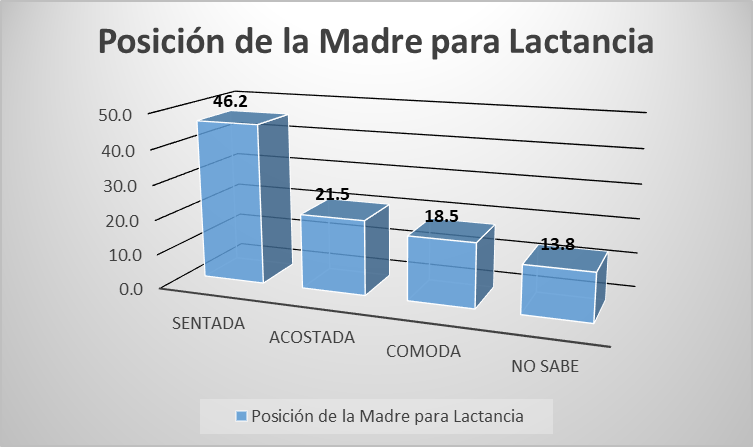 Posición de la Madre para Lactancia
50.0
40.0
30.0
20.0
10.0
0.0
46.2
21.5
18.5
13.8
SENTADA
ACOSTADA
COMODA
NO SABE
Posición de la Madre para Lactancia